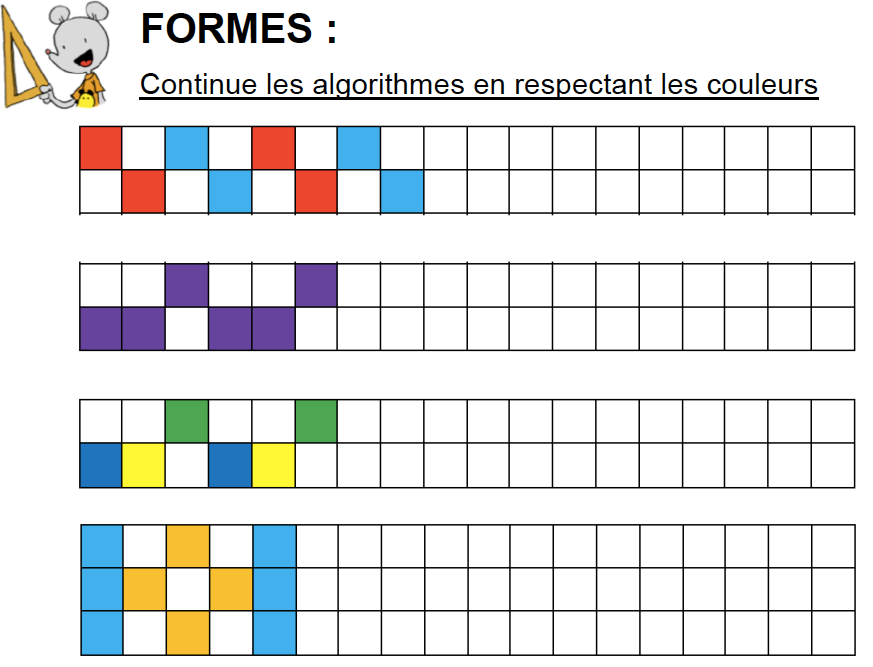 FORMES :
Continue les algorithmes en respectant les couleurs